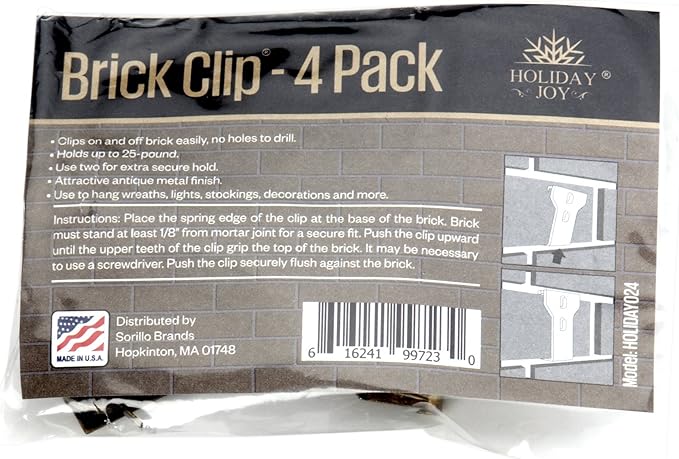 Brick Clip® - 4 Pack
HOLIDAY®
JOY
• Clips on and off brick easily, no holes to drill.
• Holds up to 25-pound.
• Use two for extra secure hold.
• Attractive antique metal finish.
• Use to hang wreaths, lights, stockings, decorations and more.
Instructions: Place the spring edge of the clip at the base of the brick. Brick
must stand at least 1/8" from mortar joint for a secure fit. Push the clip upward
until the upper teeth of the clip grip the top of the brick. It may be necessary
to use a screwdriver. Push the clip securely flush against the brick.
MADE IN U.S.A.
Distributed by
Sorillo Brands
Hopkinton, MA 01748
6 16241 99723 0
Model: HOLIDAY024